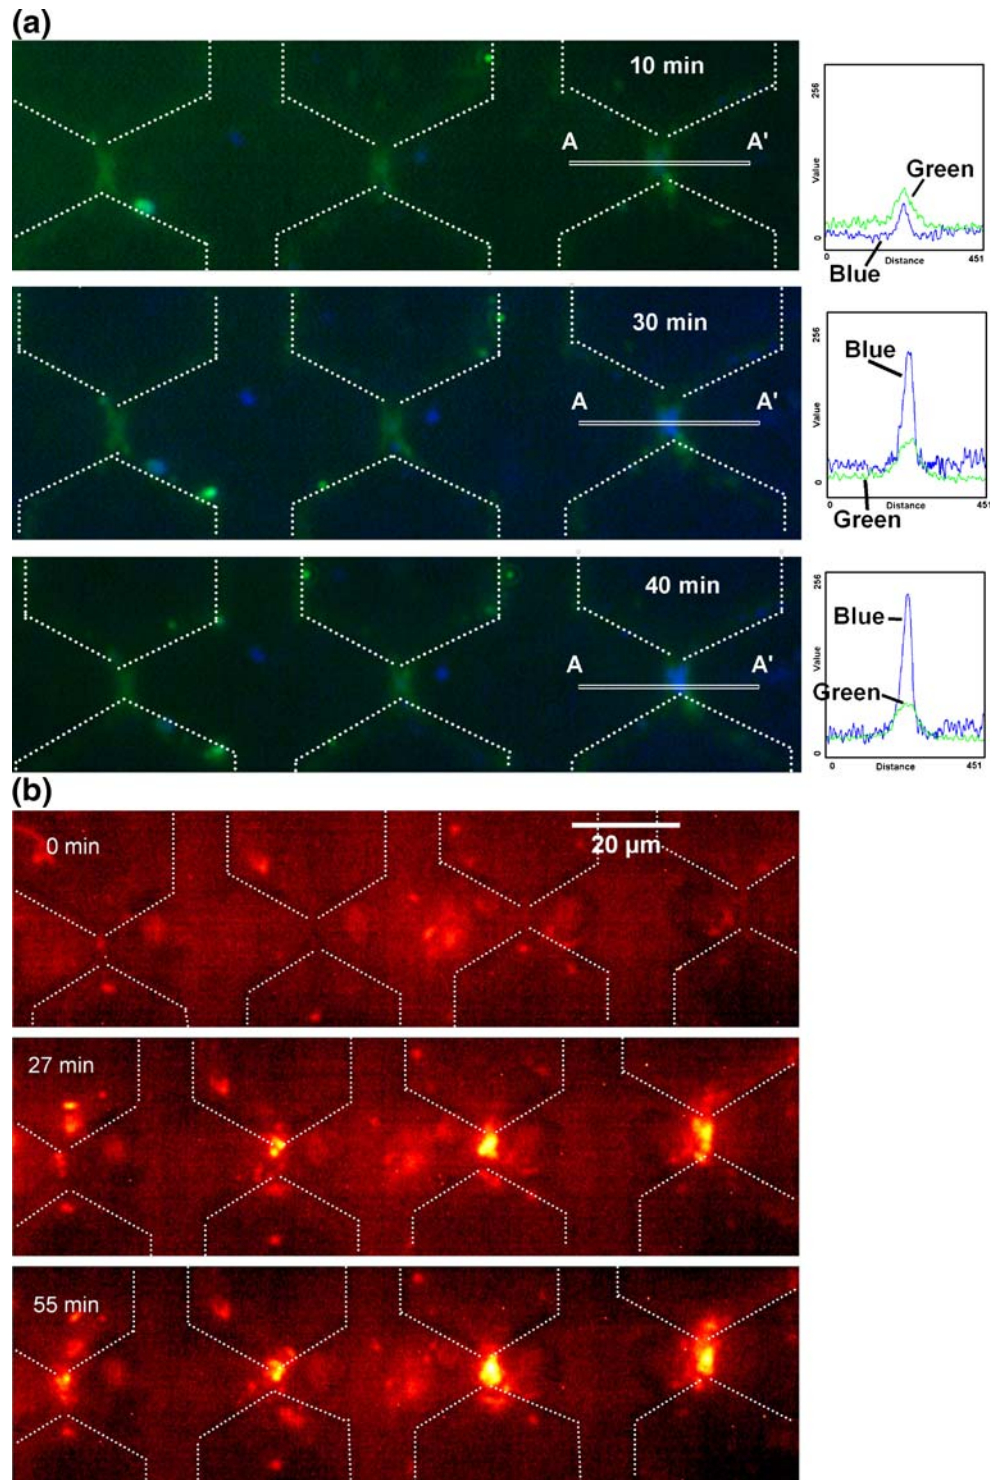 (a)
10 min
A A'
256
Value
0
Green
Blue
0 Distance 451
30 min
A A'
256
Value
0
Blue
Green
0 Distance 451
40 min
A A'
256
Value
0
Blue
Green
0 Distance 451
(b)
0 min
20 µm
27 min
55 min